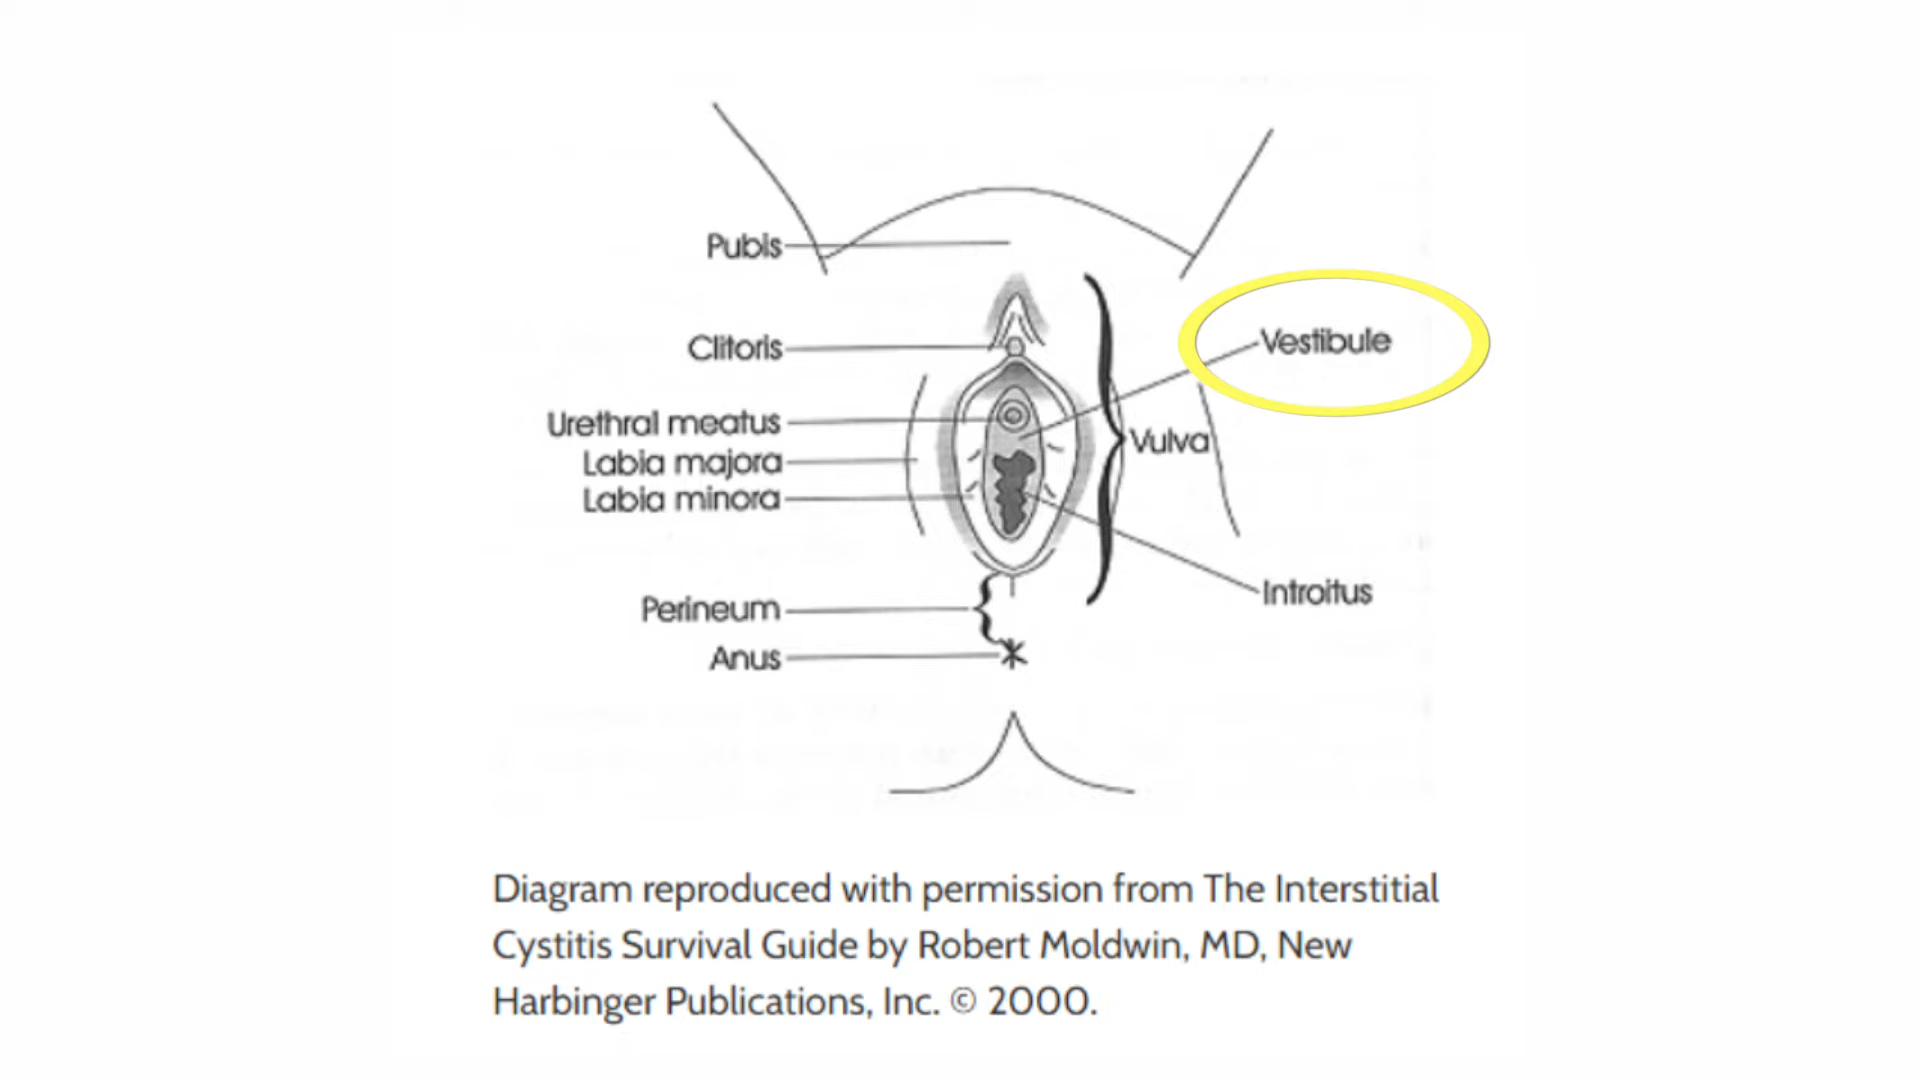 Pubis
Clitoris
Vestibule
Urethral meatus
Vulva
Labia majora
Labia minora
Introitus
Perineum
Anus
Diagram reproduced with permission from The Interstitial
Cystitis Survival Guide by Robert Moldwin, MD, New
Harbinger Publications, Inc. © 2000.